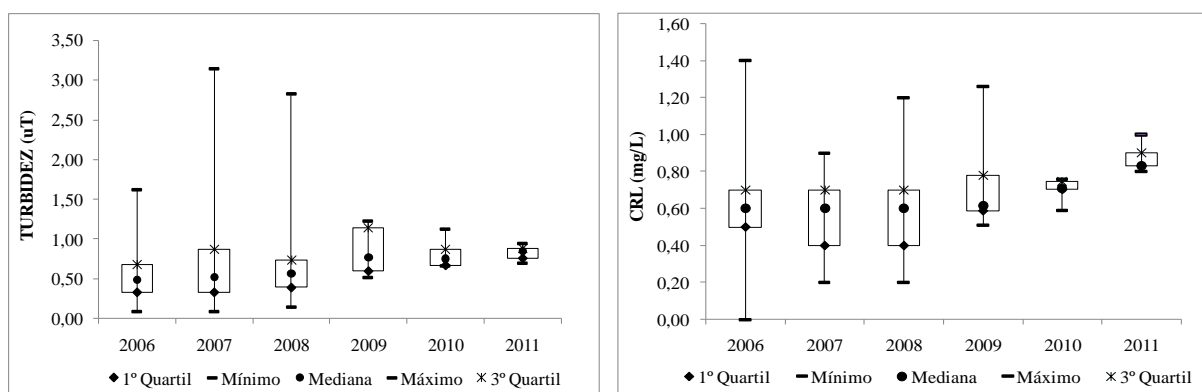 TURBIDEZ (uT)
3,50
3,00
2,50
2,00
1,50
1,00
0,50
0,00
2006 2007 2008 2009 2010 2011
1º Quartil Mínimo Mediana Máximo 3º Quartil
CRL (mg/L)
1,60
1,40
1,20
1,00
0,80
0,60
0,40
0,20
0,00
2006 2007 2008 2009 2010 2011
1º Quartil Mínimo Mediana Máximo 3º Quartil